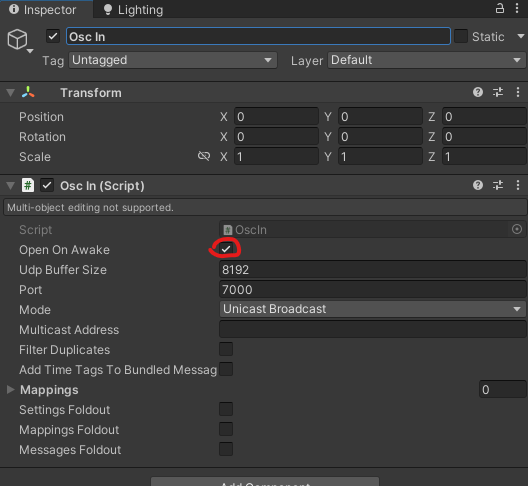 Inspector Lighting
Osc In Static
Tag Untagged Layer Default
Transform
Position X 0 Y 0 Z 0
Rotation X 0 Y 0 Z 0
Scale X 1 Y 1 Z 1
# Osc In (Script)
Multi-object editing not supported.
Script # OscIn
Open On Awake
Udp Buffer Size 8192
Port 7000
Mode Unicast Broadcast
Multicast Address
Filter Duplicates
Add Time Tags To Bundled Messag
Mappings 0
Settings Foldout
Mappings Foldout
Messages Foldout
Add Component